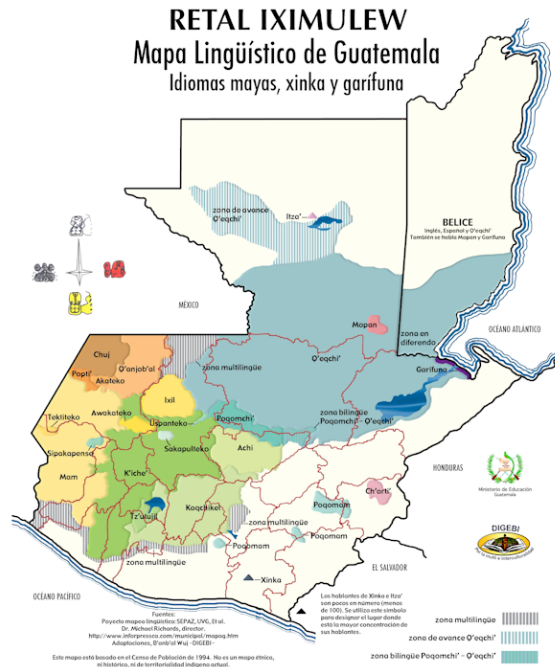 RETAL IXIMULEW
Mapa Lingüístico de Guatemala
Idiomas mayas, xinka y garífuna
zona de avance
Q'eqchi'
Itza'
BELICE
Inglés, Español y Q'eqchi'
También se habla Mopan y Garífuna
MÉXICO
Mopan
zona en
diferendo
OCÉANO ATLÁNTICO
Chuj
Popti'
Q'anjob'al
Akateko
zona multilingüe
Q'eqchi'
Garífuna
Tektiteko
Awakateko
Ixil
Uspanteko
Poqomchi'
zona bilingüe
Poqomchi' - Q'eqchi'
Sipakapense
Sakapulteko
Achi
Mam
K'iche'
HONDURAS
Ministerio de Educación
Guatemala
Ch'orti'
Tz'utujil
Kaqchikel
Poqomam
zona multilingüe
Poqomam
Poqomam
DIGEBI
zona multilingüe
Xinka
EL SALVADOR
OCÉANO PACÍFICO
Fuentes:
Proyecto mapeo lingüístico: SEPAZ, UVG, Et al.
Dr. Michael Richards, director.
Adaptaciones, B'anb'al Wuj -DIGEBI-
Este mapa está basado en el Censo de Población de 1994. No es un mapa étnico,
ni histórico, ni de territorialidad indígena actual.
Los hablantes de Xinka e Itza'
son pocos en número (menos
de 100). Se utiliza este símbolo
para designar el lugar donde
está la mayor concentración de
sus hablantes.
zona multilingüe
zona de avance Q'eqchi'
zona bilingüe Poqomchi' - Q'eqchi'